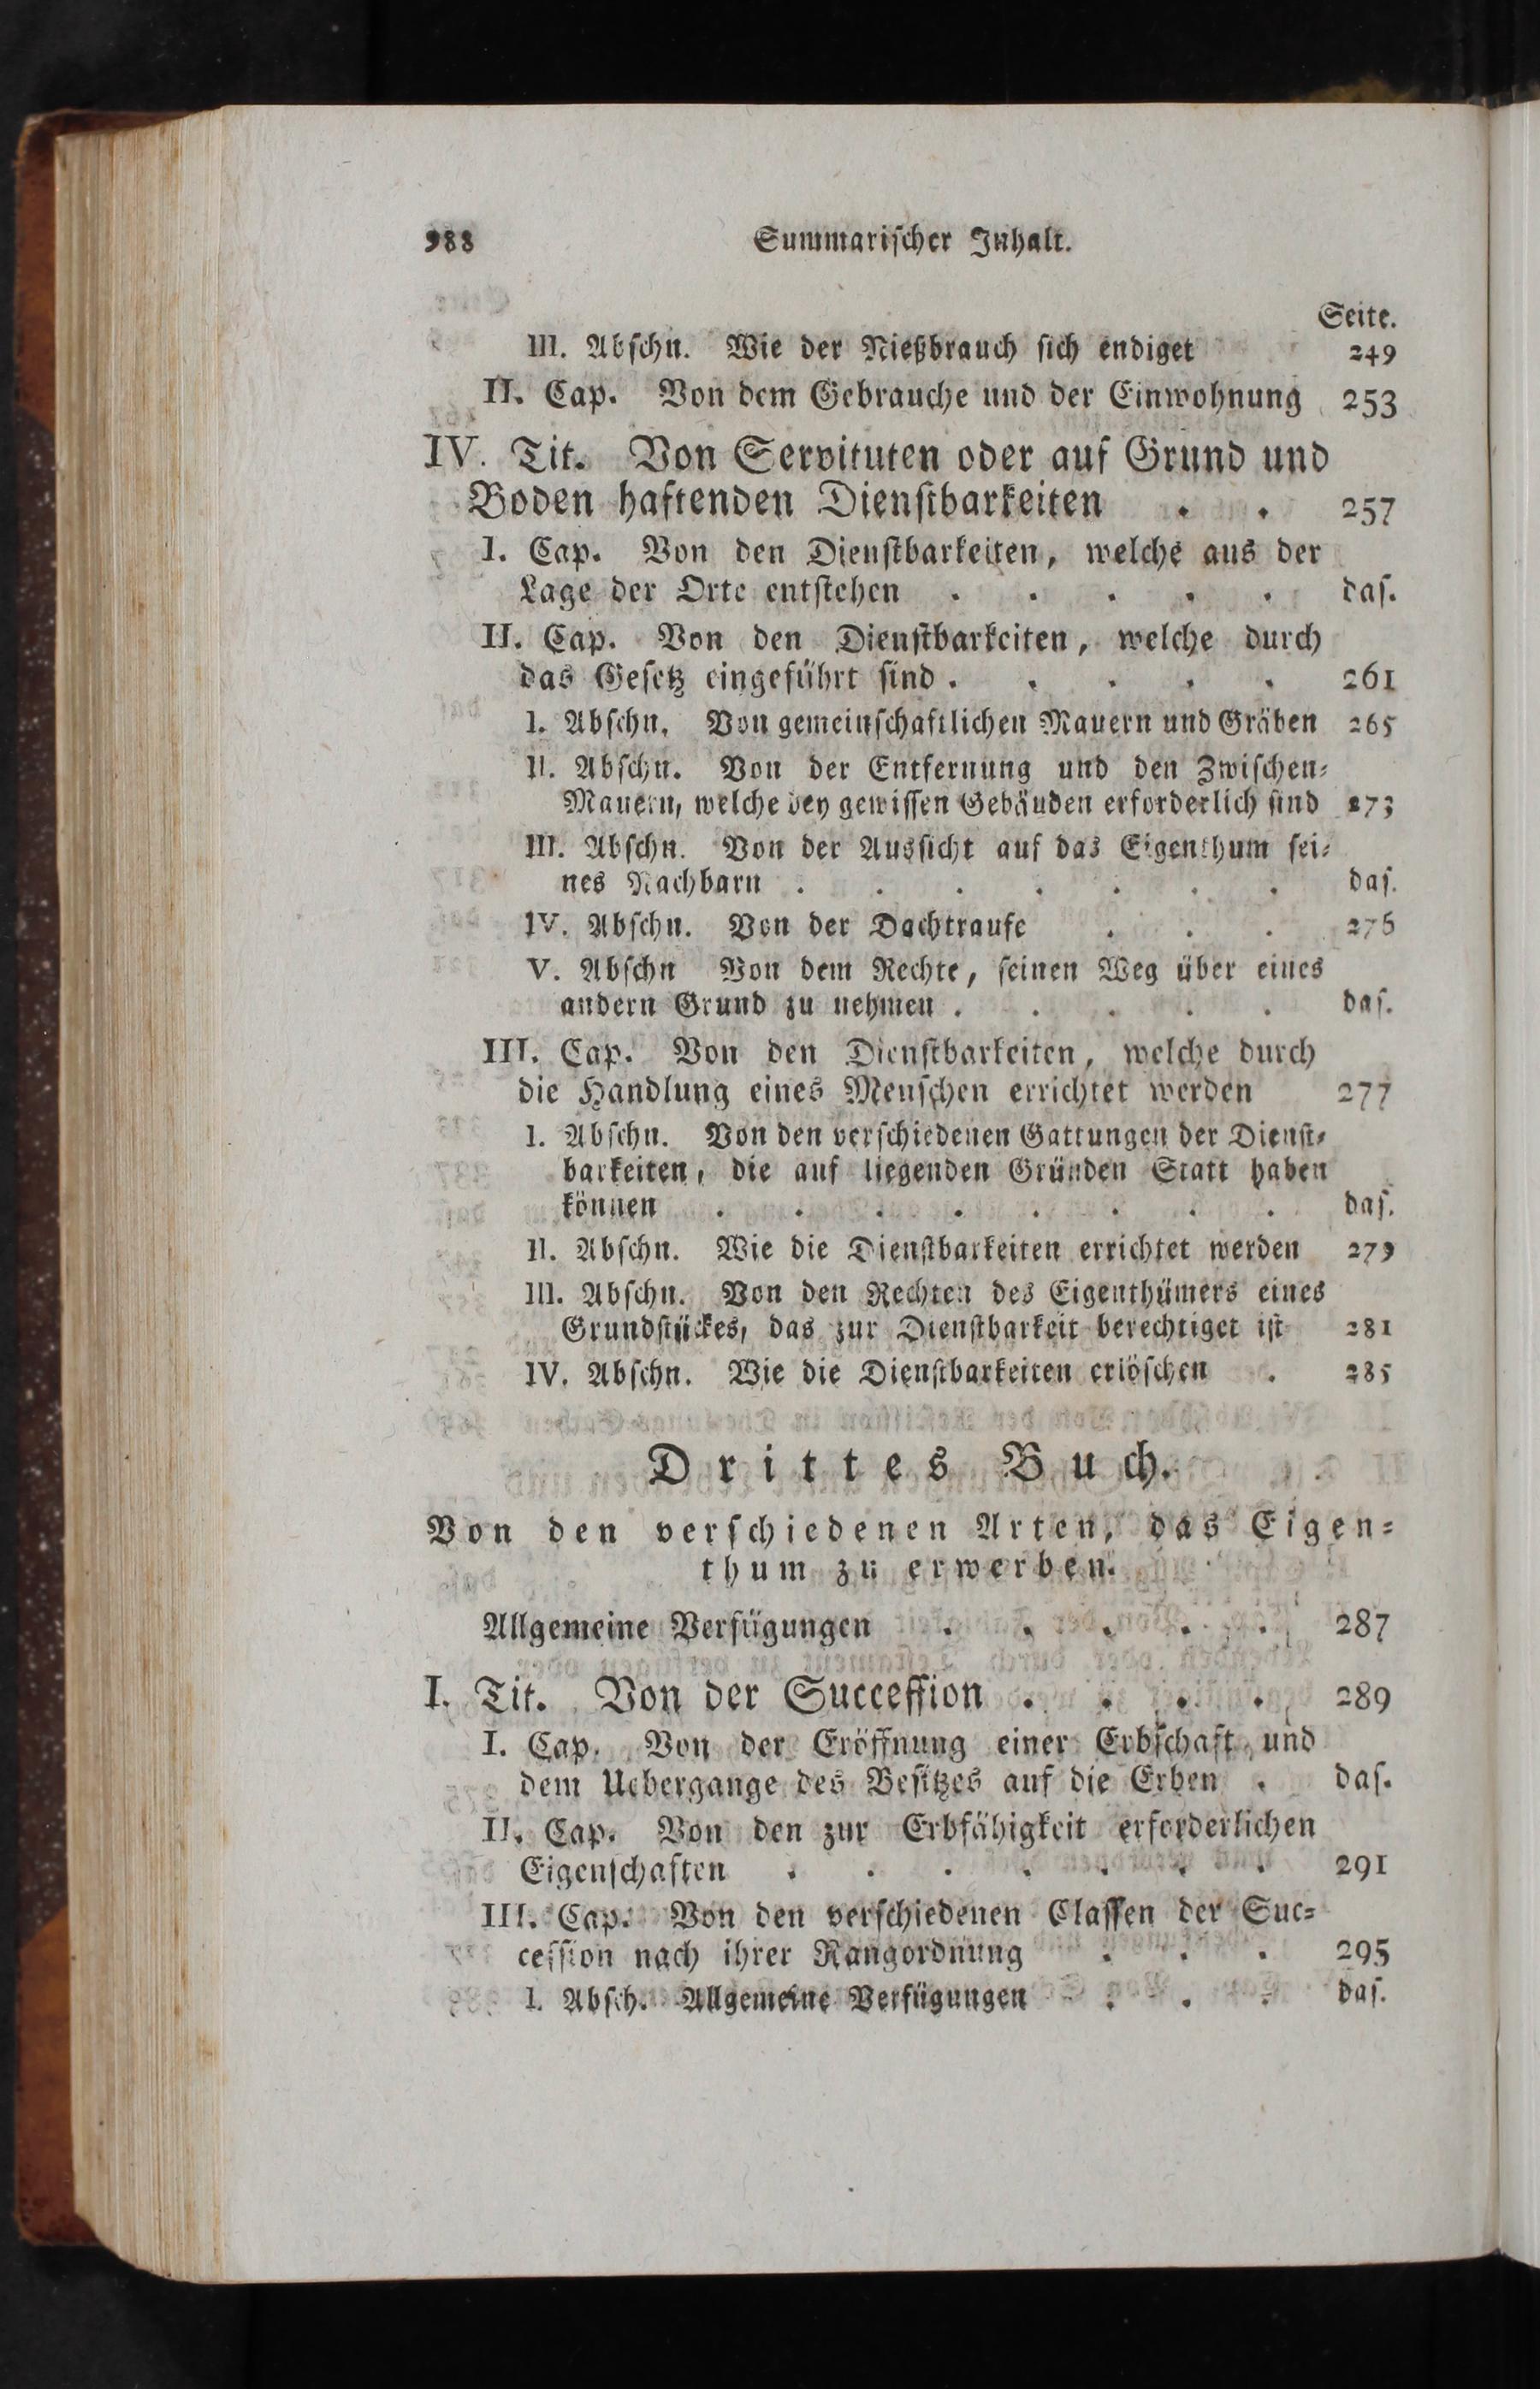 988 Summarischer Inhalt.
Seite.
III. Abschn. Wie der Nießbrauch sich endiget 249
II. Cap. Von dem Gebrauche und der Einwohnung 253
IV. Tit. Von Servituten oder auf Grund und
Boden haftenden Dienstbarkeiten . . 257
I. Cap. Von den Dienstbarkeiten, welche aus der
Lage der Orte entstehen . . . . . das.
II. Cap. Von den Dienstbarkeiten, welche durch
das Gesetz eingeführt sind . . . . . 261
I. Abschn. Von gemeinschaftlichen Mauern und Gräben 265
II. Abschn. Von der Entfernung und den Zwischen-
Mauern, welche bey gewissen Gebäuden erforderlich sind 273
III. Abschn. Von der Aussicht auf das Eigenthum sei-
nes Nachbarn . . . . . . . das.
IV. Abschn. Von der Dachtraufe . . . 276
V. Abschn Von dem Rechte, seinen Weg über eines
andern Grund zu nehmen . . . . . das.
III. Cap. Von den Dienstbarkeiten, welche durch
die Handlung eines Menschen errichtet werden 277
I. Abschn. Von den verschiedenen Gattungen der Dienst-
barkeiten, die auf liegenden Gründen Statt haben
können . . . . . . . . das.
II. Abschn. Wie die Dienstbarkeiten errichtet werden 279
III. Abschn. Von den Rechten des Eigenthümers eines
Grundstückes, das zur Dienstbarkeit berechtiget ist 281
IV. Abschn. Wie die Dienstbarkeiten erlöschen . 285
Drittes Buch.
Von den verschiedenen Arten, das Eigen-
thum zu erwerben.
Allgemeine Verfügungen . . . . . 287
I. Tit. Von der Succession . . . . 289
I. Cap. Von der Eröffnung einer Erbschaft und
dem Uebergange des Besitzes auf die Erben . das.
II. Cap. Von den zur Erbfähigkeit erforderlichen
Eigenschaften . . . . . . . 291
III. Cap. Von den verschiedenen Classen der Suc-
cession nach ihrer Rangordnung . . . 295
I. Absch. Allgemeine Verfügungen . . . das.